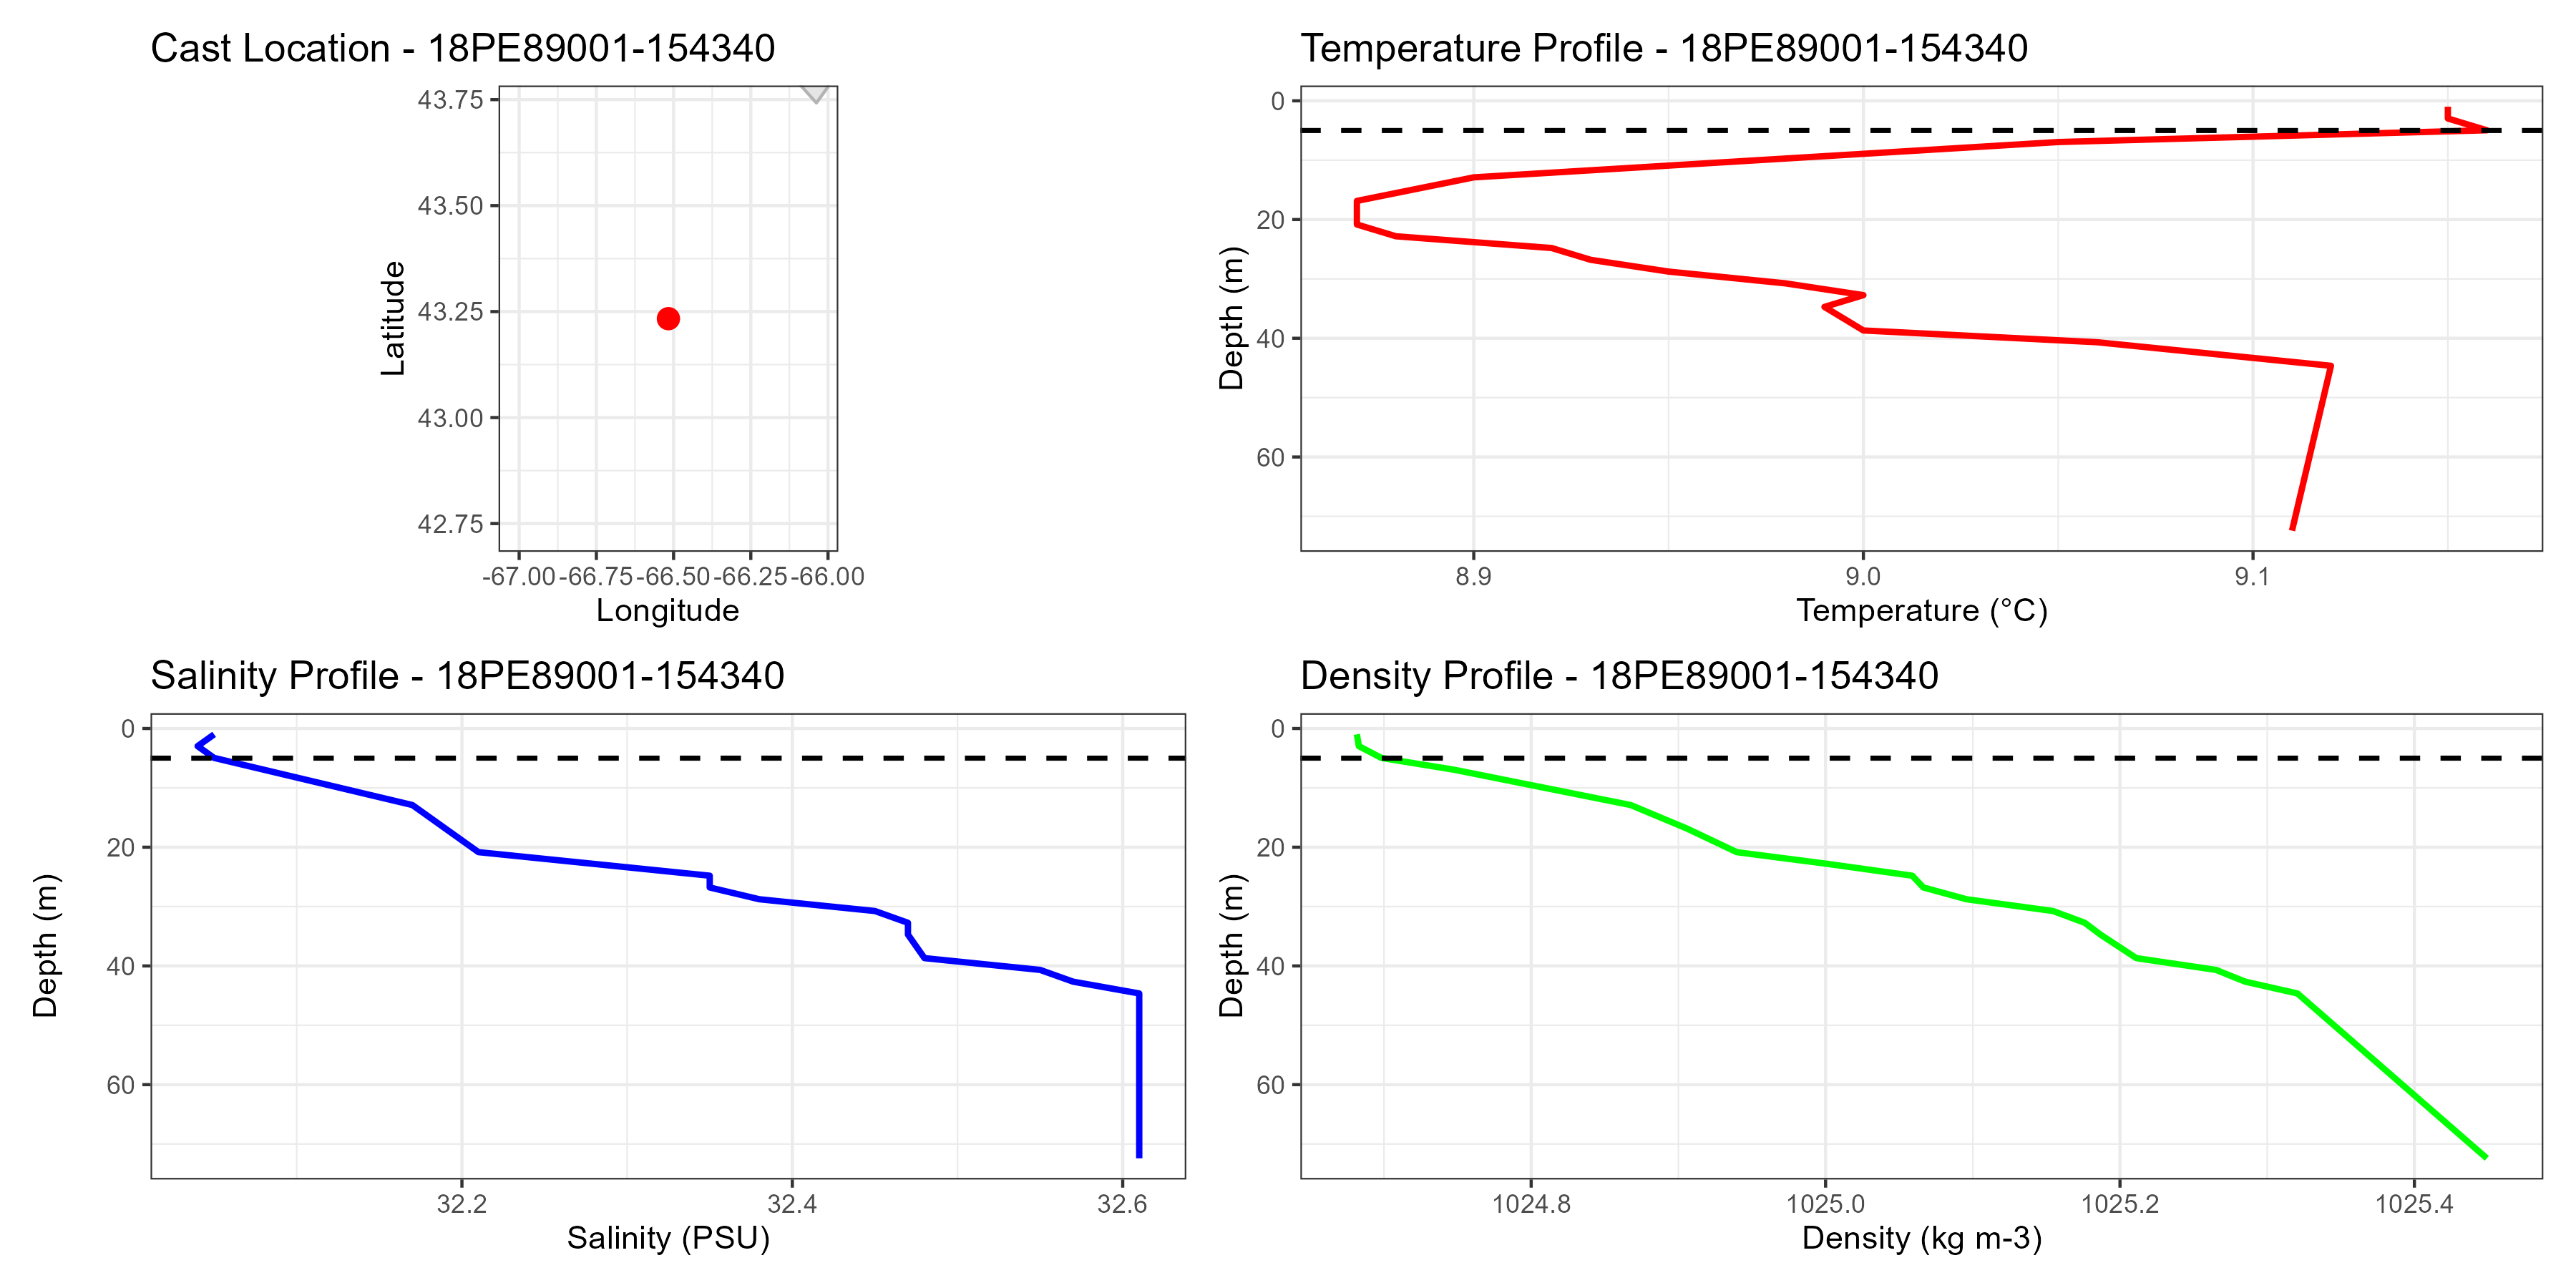 Cast Location - 18PE89001-154340
43.75
43.50
43.25
43.00
42.75
Latitude
-67.00 -66.75 -66.50 -66.25 -66.00
Longitude
Temperature Profile - 18PE89001-154340
0
20
40
60
Depth (m)
8.9 9.0 9.1
Temperature (°C)
Salinity Profile - 18PE89001-154340
0
20
40
60
Depth (m)
32.2 32.4 32.6
Salinity (PSU)
Density Profile - 18PE89001-154340
0
20
40
60
Depth (m)
1024.8 1025.0 1025.2 1025.4
Density (kg m-3)